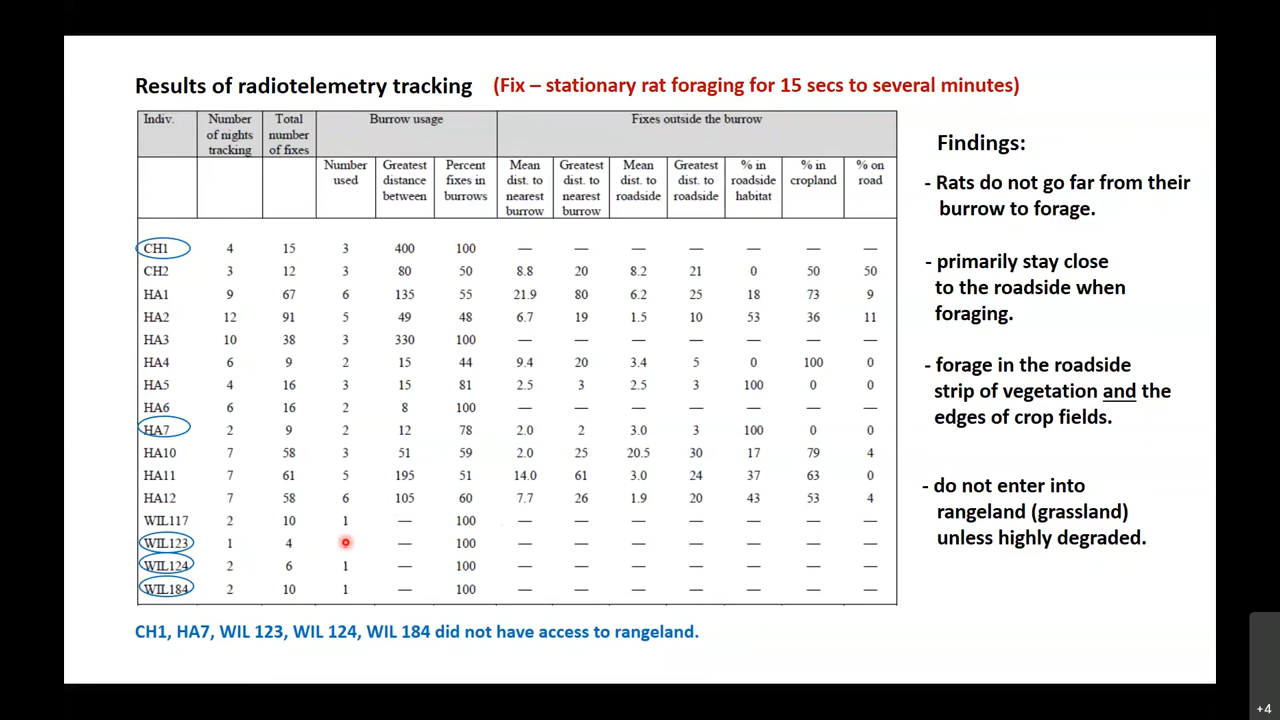 Results of radiotelemetry tracking (Fix – stationary rat foraging for 15 secs to several minutes)
Indiv. Number of nights tracking Total number of fixes Burrow usage Fixes outside the burrow
Number used Greatest distance between Percent fixes in burrows Mean dist. to nearest burrow Greatest dist. to nearest burrow Mean dist. to roadside Greatest dist. to roadside % in roadside habitat % in cropland % on road
CH1 4 15 3 400 100 — — — — — — —
CH2 3 12 3 80 50 8.8 20 8.2 21 0 50 50
HA1 9 67 6 135 55 21.9 80 6.2 25 18 73 9
HA2 12 91 5 49 48 6.7 19 1.5 10 53 36 11
HA3 10 38 3 330 100 — — — — — — —
HA4 6 9 2 15 44 9.4 20 3.4 5 0 100 0
HA5 4 16 3 15 81 2.5 3 2.5 3 100 0 0
HA6 6 16 2 8 100 — — — — — — —
HA7 2 9 2 12 78 2.0 2 3.0 3 100 0 0
HA10 7 58 3 51 59 2.0 25 20.5 30 17 79 4
HA11 7 61 5 195 51 14.0 61 3.0 24 37 63 0
HA12 7 58 6 105 60 7.7 26 1.9 20 43 53 4
WIL117 2 10 1 — 100 — — — — — — —
WIL123 1 4 — 100 — — — — — — —
WIL124 2 6 1 — 100 — — — — — — —
WIL184 2 10 1 — 100 — — — — — — —
CH1, HA7, WIL 123, WIL 124, WIL 184 did not have access to rangeland.
Findings:
- Rats do not go far from their
burrow to forage.
- primarily stay close
to the roadside when
foraging.
- forage in the roadside
strip of vegetation and the
edges of crop fields.
- do not enter into
rangeland (grassland)
unless highly degraded.
+4